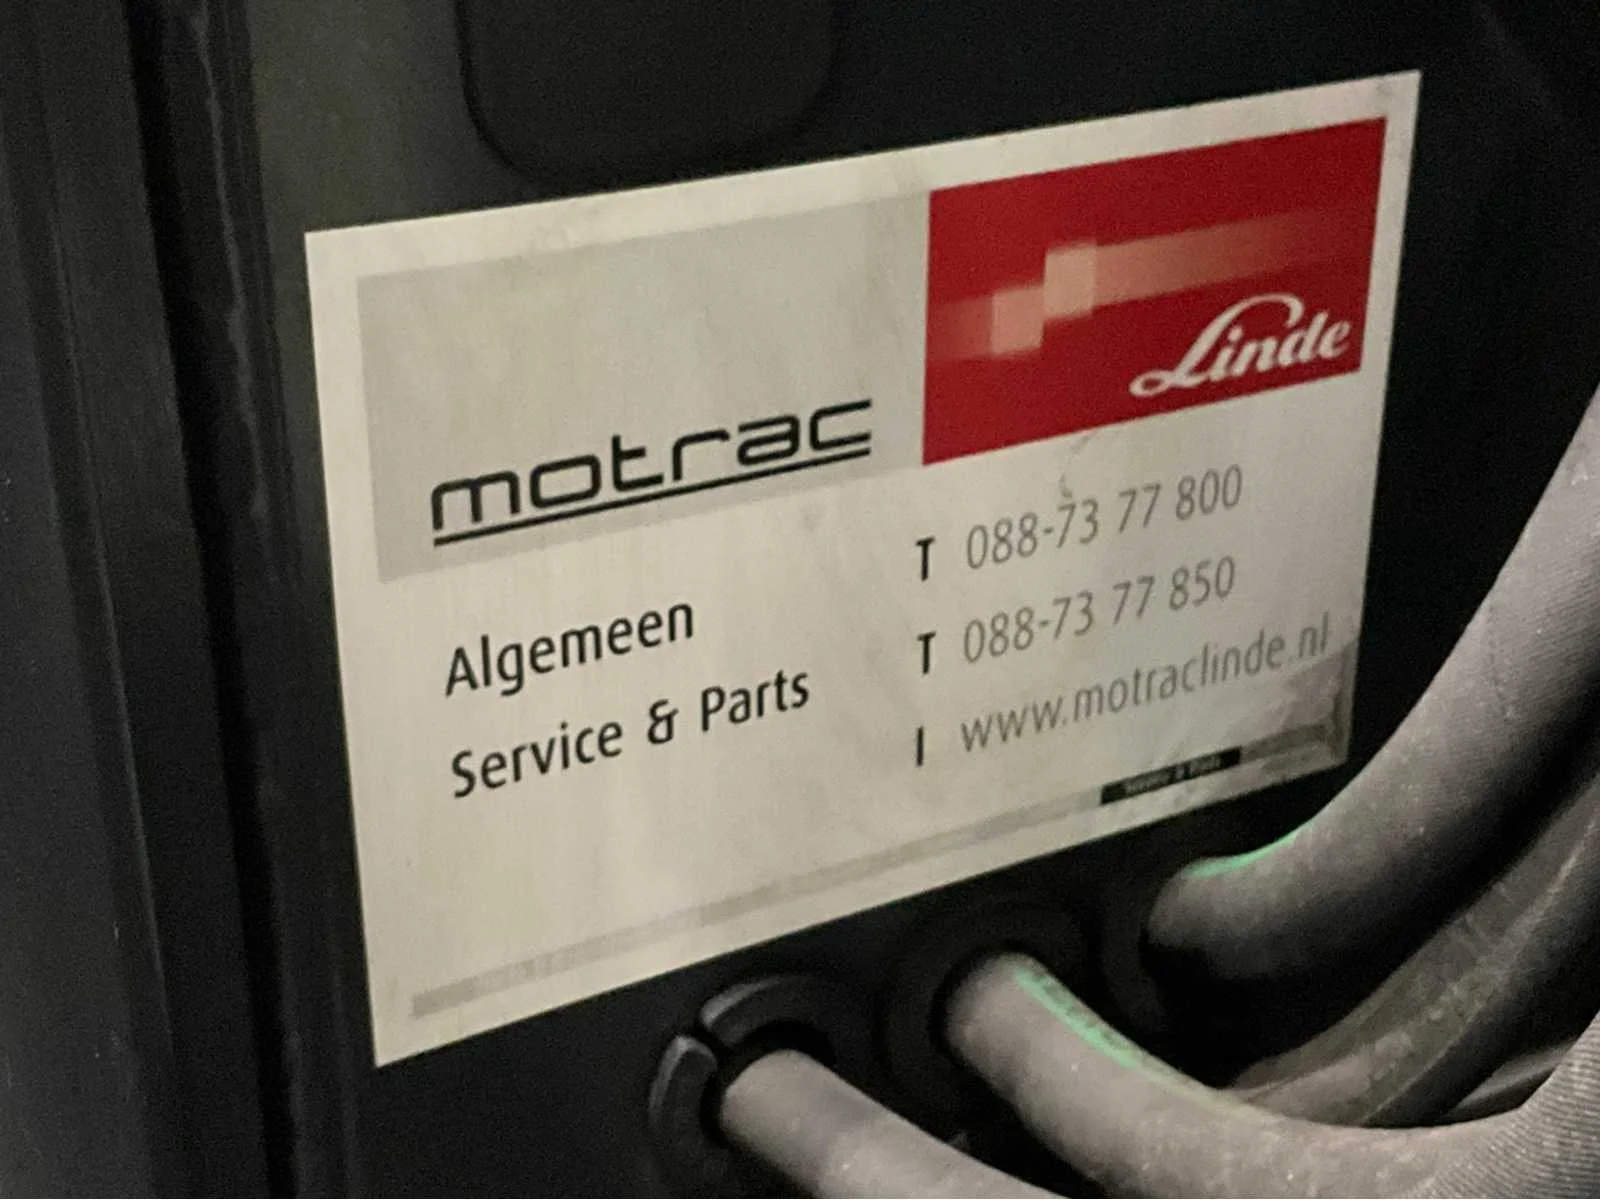 motrac
Linde
Algemeen T 088-73 77 800
Service & Parts T 088-73 77 850
I www.motraclinde.nl